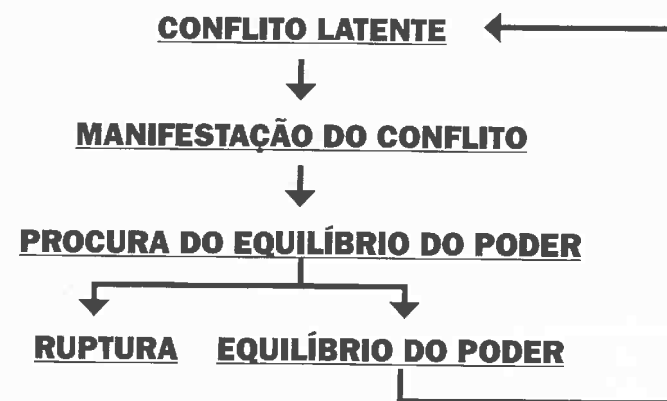 CONFLITO LATENTE
MANIFESTAÇÃO DO CONFLITO
PROCURA DO EQUILÍBRIO DO PODER
RUPTURA EQUILÍBRIO DO PODER